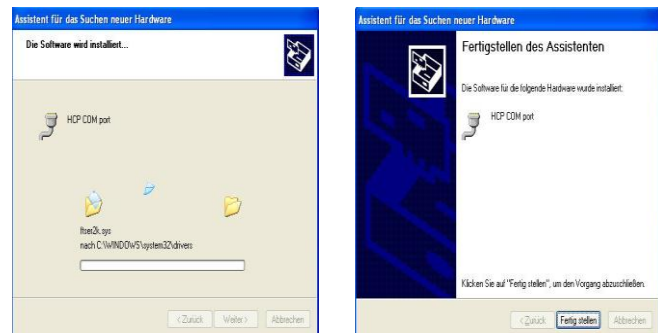 Assistent für das Suchen neuer Hardware
Die Software wird installiert...
HCP COM port
ftser2k.sys
nach C:\WINDOWS\system32\drivers
< Zurück
Weiter >
Abbrechen
Assistent für das Suchen neuer Hardware
Fertigstellen des Assistenten
Die Software für die folgende Hardware wurde installiert:
HCP COM port
Klicken Sie auf "Fertig stellen", um den Vorgang abzuschließen.
< Zurück
Fertig stellen
Abbrechen